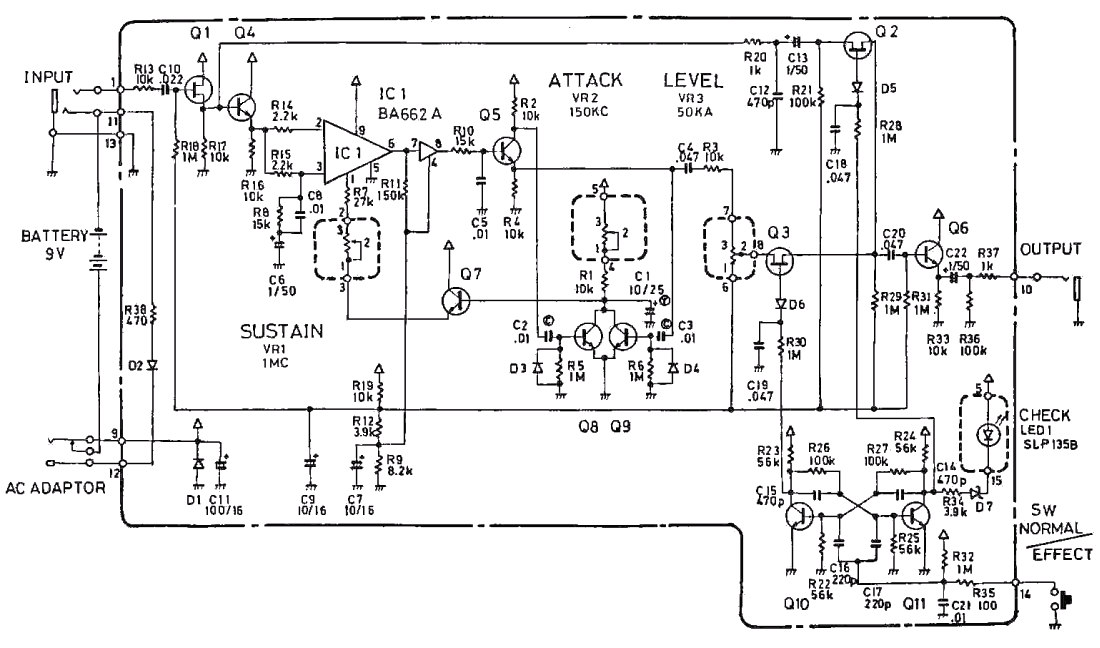 INPUT
1
R13
10k
C10
.022
Q1
Q4
11
13
R18
1M
R17
10k
R16
10k
R14
2.2k
R15
2.2k
IC 1
BA662 A
IC 1
2
3
9
6
5
1
7
8
4
R8
15k
C8
.01
C6
1/50
R7
27k
R11
150k
2
3
2
1
3
SUSTAIN
VR1
1MC
R10
15k
Q5
C5
.01
R2
10k
R4
10k
Q7
ATTACK
VR2
150KC
5
3
2
1
4
R1
10k
C1
10/25
C2
.01
C3
.01
D3
R5
1M
R6
1M
D4
Q8 Q9
LEVEL
VR3
50KA
C4
.047
R3
10k
7
3
2
8
1
6
R20
1k
C13
1/50
C12
470p
R21
100k
Q2
D5
R28
1M
C18
.047
Q3
D6
R30
1M
C19
.047
C20
.047
R29
1M
R31
1M
Q6
C22
1/50
R37
1k
R33
10k
R36
100k
10
OUTPUT
BATTERY
9V
R38
470
D2
9
12
AC ADAPTOR
D1
C11
100/16
C9
10/16
C7
10/16
R19
10k
R12
3.9k
R9
8.2k
R23
56k
R26
100k
R27
100k
R24
56k
C15
470p
C14
470p
R34
3.9k
D7
5
15
CHECK
LED1
SLP135B
R22
56k
C16
220p
C17
220p
R25
56k
Q10
Q11
R32
1M
R35
100
C21
.01
14
SW
NORMAL
EFFECT